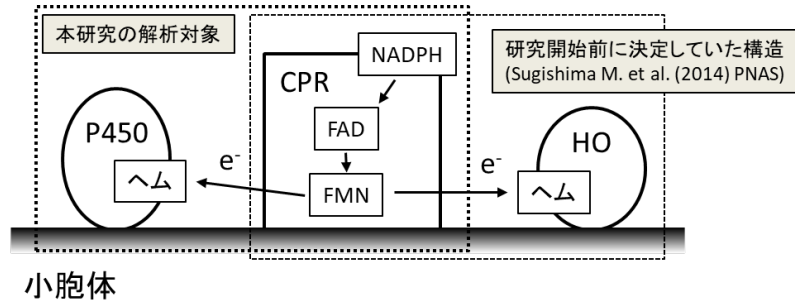 本研究の解析対象
研究開始前に決定していた構造
(Sugishima M. et al. (2014) PNAS)
NADPH
CPR
P450
FAD
HO
e-
e-
ヘム
FMN
ヘム
小胞体